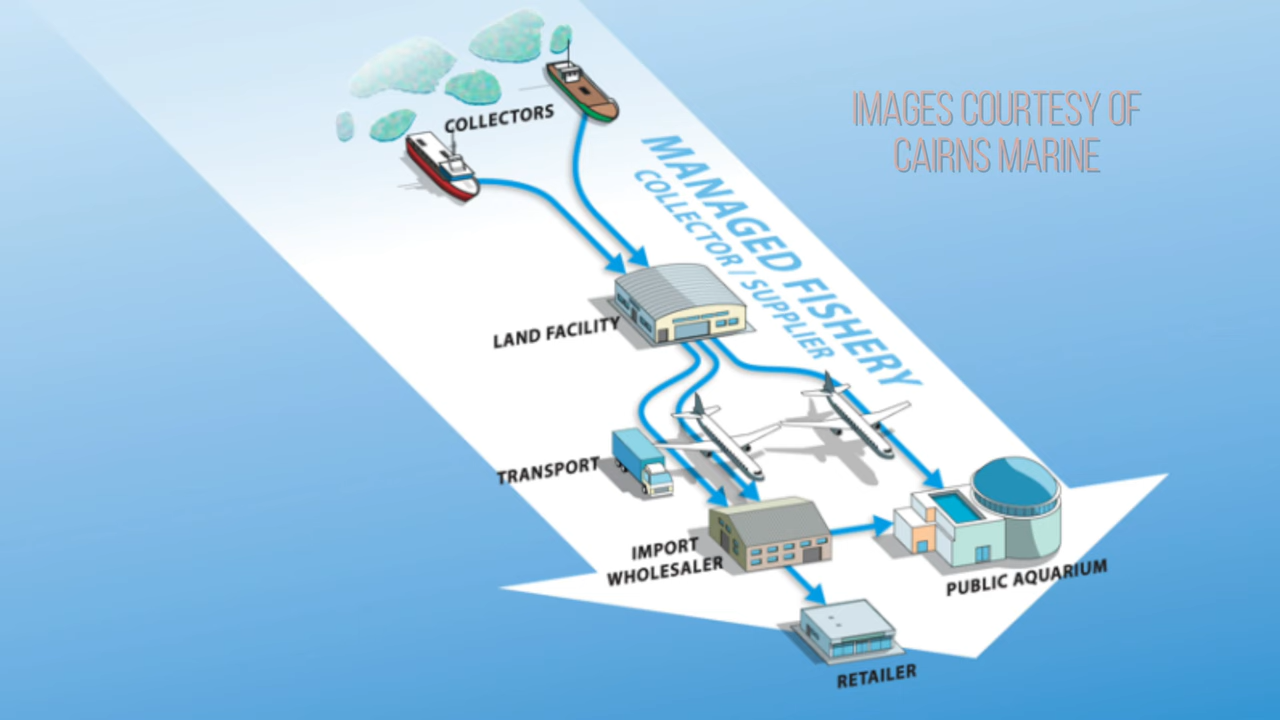 IMAGES COURTESY OF
CAIRNS MARINE
COLLECTORS
MANAGED FISHERY
COLLECTOR / SUPPLIER
LAND FACILITY
TRANSPORT
IMPORT
WHOLESALER
PUBLIC AQUARIUM
RETAILER